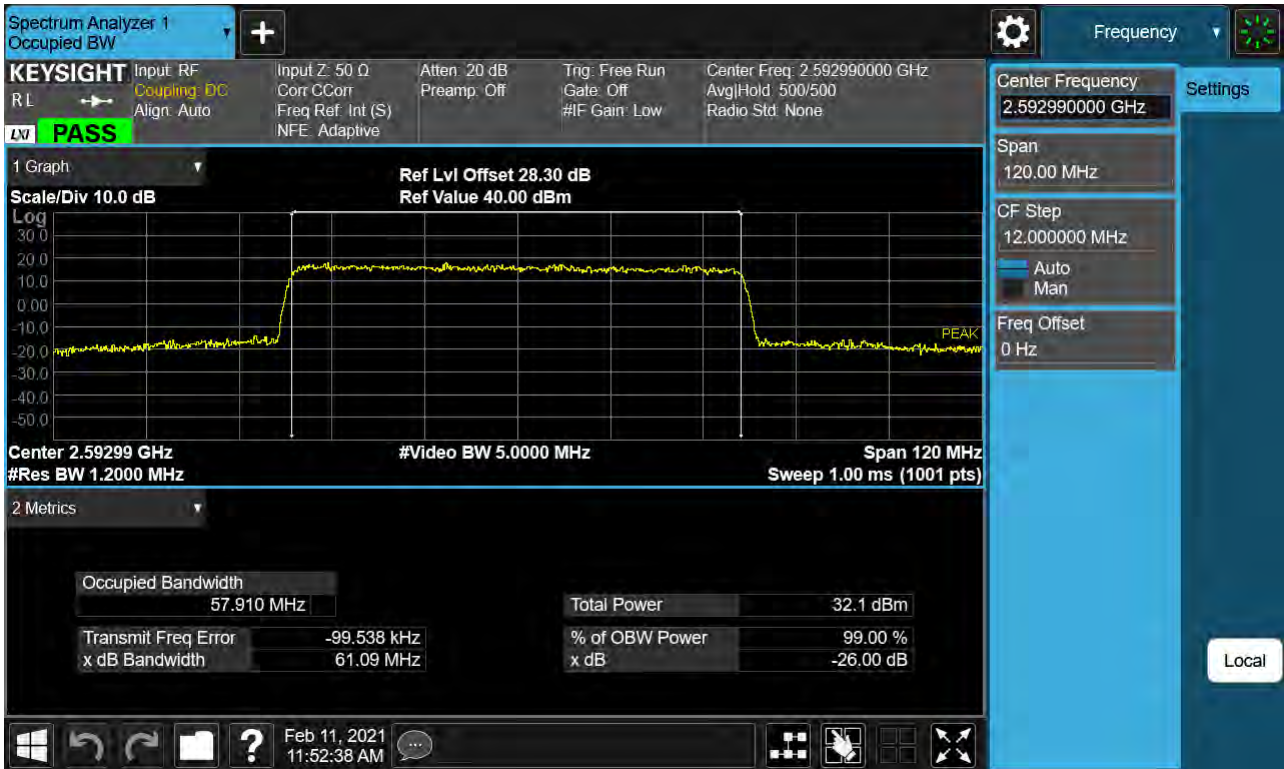 Spectrum Analyzer 1
Occupied BW
Frequency
KEYSIGHT
R L
LXI
PASS
Input: RF
Coupling: DC
Align: Auto
Input Z: 50 Ω
Corr CCorr
Freq Ref: Int (S)
NFE: Adaptive
Atten: 20 dB
Preamp: Off
Trig: Free Run
Gate: Off
#IF Gain: Low
Center Freq: 2.592990000 GHz
Avg|Hold: 500/500
Radio Std: None
1 Graph
Scale/Div 10.0 dB
Ref Lvl Offset 28.30 dB
Ref Value 40.00 dBm
Log
30.0
20.0
10.0
0.00
-10.0
-20.0
-30.0
-40.0
-50.0
PEAK
Center 2.59299 GHz
#Video BW 5.0000 MHz
Span 120 MHz
#Res BW 1.2000 MHz
Sweep 1.00 ms (1001 pts)
2 Metrics
Occupied Bandwidth
57.910 MHz
Total Power 32.1 dBm
Transmit Freq Error -99.538 kHz
% of OBW Power 99.00 %
x dB Bandwidth 61.09 MHz
x dB -26.00 dB
Center Frequency
2.592990000 GHz
Settings
Span
120.00 MHz
CF Step
12.000000 MHz
Auto
Man
Freq Offset
0 Hz
Local
?
Feb 11, 2021
11:52:38 AM